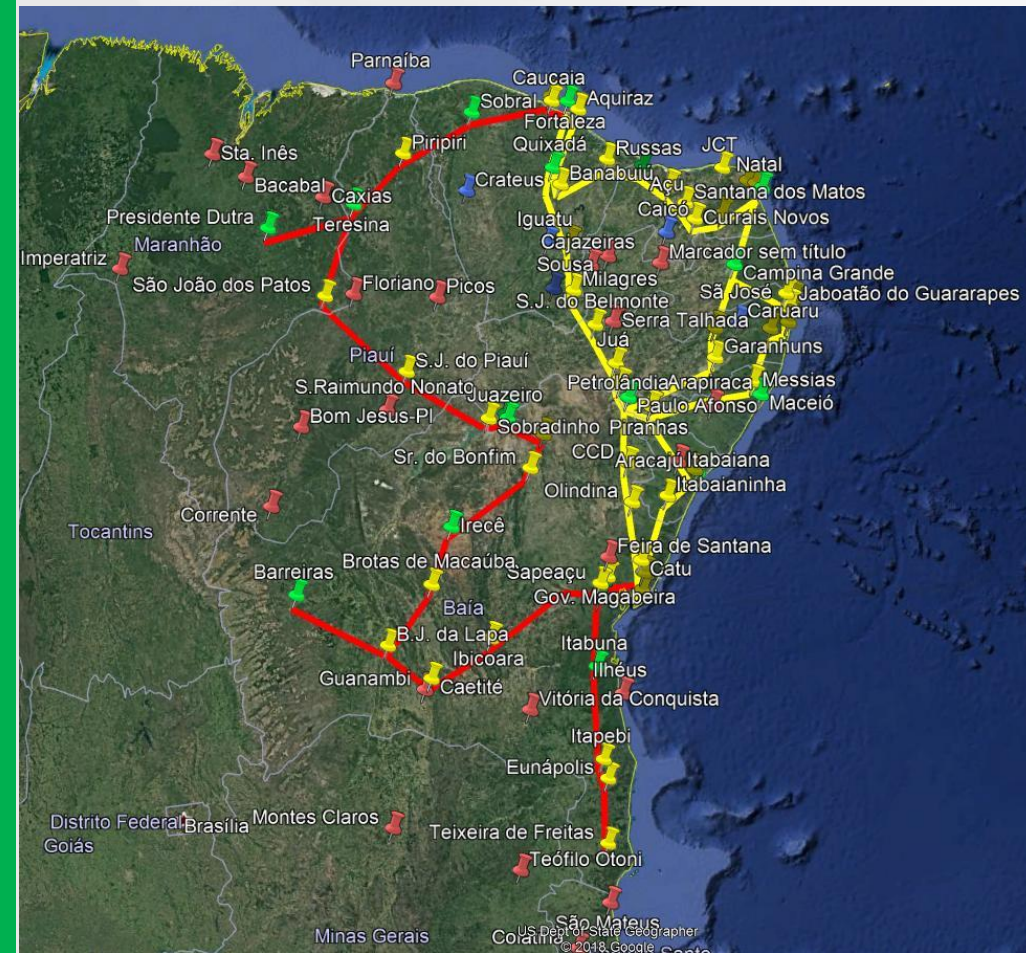 Parnaíba
Caucaia
Sobral
Aquiraz
Fortaleza
Quixadá
Piripiri
Russas
JCT
Sta. Inês
Natal
Banabuiú
Bacabal
Crateus
Açu
Caxias
Santana dos Matos
Presidente Dutra
Teresina
Iguatu
Caicó
Currais Novos
Maranhão
Cajazeiras
Marcador sem título
Imperatriz
Sousa
Campina Grande
São João dos Patos
Floriano
Picos
Milagres
Sã José
Jaboatão do Guararapes
S.J. do Belmonte
Caruaru
Serra Talhada
Juá
Garanhuns
Piauí
S.J. do Piauí
Petrolândia
Arapiraca
Messias
S.Raimundo Nonato
Juazeiro
Paulo Afonso
Maceió
Bom Jesus-PI
Sobradinho
Piranhas
CCD
Sr. do Bonfim
Aracajú
Itabaiana
Olindina
Itabaianinha
Corrente
Tocantins
Irecê
Feira de Santana
Brotas de Macaúba
Sapeaçu
Catu
Barreiras
Gov. Magabeira
Baía
B.J. da Lapa
Itabuna
Ibicoara
Ilhéus
Guanambi
Caetité
Vitória da Conquista
Itapebi
Eunápolis
Distrito Federal
Brasília
Montes Claros
Teixeira de Freitas
Goiás
Teófilo Otoni
São Mateus
Minas Gerais
Colatina
US Dept of State Geographer
© 2018 Google